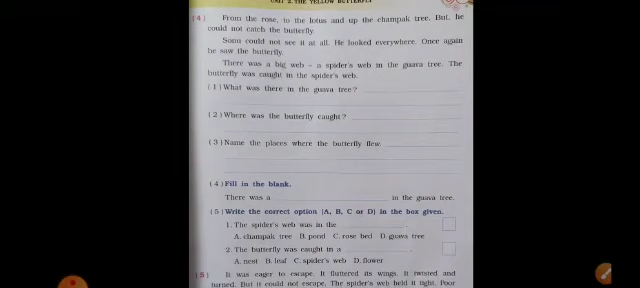 UNIT 2. THE YELLOW BUTTERFLY
(4) From the rose, to the lotus and up the champak tree. But, he
could not catch the butterfly.
Sonu could not see it at all. He looked everywhere. Once again
he saw the butterfly.
There was a big web – a spider's web in the guava tree. The
butterfly was caught in the spider's web.
(1) What was there in the guava tree?
(2) Where was the butterfly caught?
(3) Name the places where the butterfly flew.
(4) Fill in the blank.
There was a ____ in the guava tree.
(5) Write the correct option (A, B, C or D) in the box given.
1. The spider's web was in the ____.
A. champak tree B. pond C. rose bed D. guava tree
2. The butterfly was caught in a ____.
A. nest B. leaf C. spider's web D. flower
(5) It was eager to escape. It fluttered its wings. It twisted and
turned. But it could not escape. The spider's web held it tight. Poor